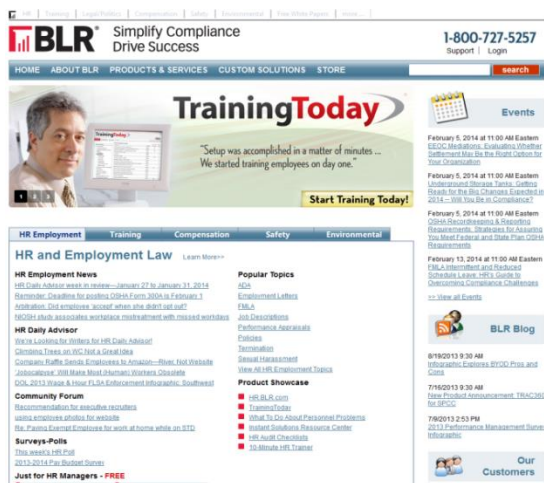 HR | Training | Legal/Politics | Compensation | Safety | Environmental | Free White Papers | more...
BLR®
Simplify Compliance
Drive Success
1-800-727-5257
Support | Login
HOME ABOUT BLR PRODUCTS & SERVICES CUSTOM SOLUTIONS STORE
search
TrainingToday
"Setup was accomplished in a matter of minutes ...
We started training employees on day one."
1 2 3
Start Training Today!
HR Employment Training Compensation Safety Environmental
HR and Employment Law Learn More>>
HR Employment News
HR Daily Advisor week in review—January 27 to January 31, 2014
Reminder: Deadline for posting OSHA Form 300A is February 1
Arbitration: Did employee 'accept' when she didn't opt out?
NIOSH study associates workplace mistreatment with missed workdays
HR Daily Advisor
We're Looking for Writers for HR Daily Advisor!
Climbing Trees on WC Not a Great Idea
Company Raffle Sends Employees to Amazon—River, Not Website
'Jobocalypse' Will Make Most (Human) Workers Obsolete
DOL 2013 Wage & Hour FLSA Enforcement Infographic: Southwest
Community Forum
Recommendation for executive recruiters
using employee photos for website
Re: Paying Exempt Employee for work at home while on STD
Surveys-Polls
This week's HR Poll
2013-2014 Pay Budget Survey
Just for HR Managers - FREE
Popular Topics
ADA
Employment Letters
FMLA
Job Descriptions
Performance Appraisals
Policies
Termination
Sexual Harassment
View All HR Employment Topics
Product Showcase
HR.BLR.com
TrainingToday
What To Do About Personnel Problems
Instant Solutions Resource Center
HR Audit Checklists
10-Minute HR Trainer
Events
February 5, 2014 at 11:00 AM Eastern
EEOC Mediations: Evaluating Whether
Settlement May Be the Right Option for
Your Organization
February 5, 2014 at 11:00 AM Eastern
Underground Storage Tanks: Getting
Ready for the Big Changes Expected in
2014 – Will You Be in Compliance?
February 5, 2014 at 11:00 AM Eastern
OSHA Recordkeeping & Reporting
Requirements: Strategies for Assuring
You Meet Federal and State Plan OSHA
Requirements
February 13, 2014 at 11:00 AM Eastern
FMLA Intermittent and Reduced
Schedule Leave: HR's Guide to
Overcoming Compliance Challenges
>> View all Events
BLR Blog
8/19/2013 9:30 AM
Infographic Explores BYOD Pros and
Cons
7/16/2013 9:30 AM
New Product Announcement: TRAC360
for SPCC
7/9/2013 2:53 PM
2013 Performance Management Survey
Infographic
Our
Customers